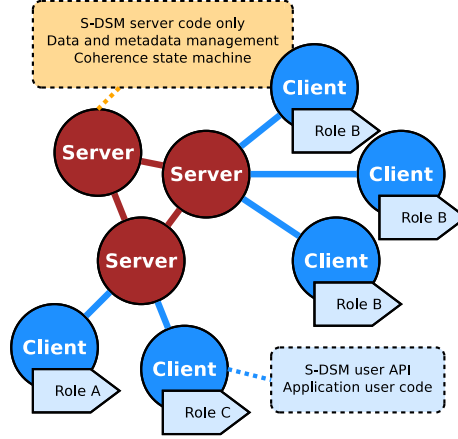 S-DSM server code only
Data and metadata management
Coherence state machine
Client
Role B
Server
Server
Client
Role B
Server
Client
Role B
Client
Role A
Client
Role C
S-DSM user API
Application user code